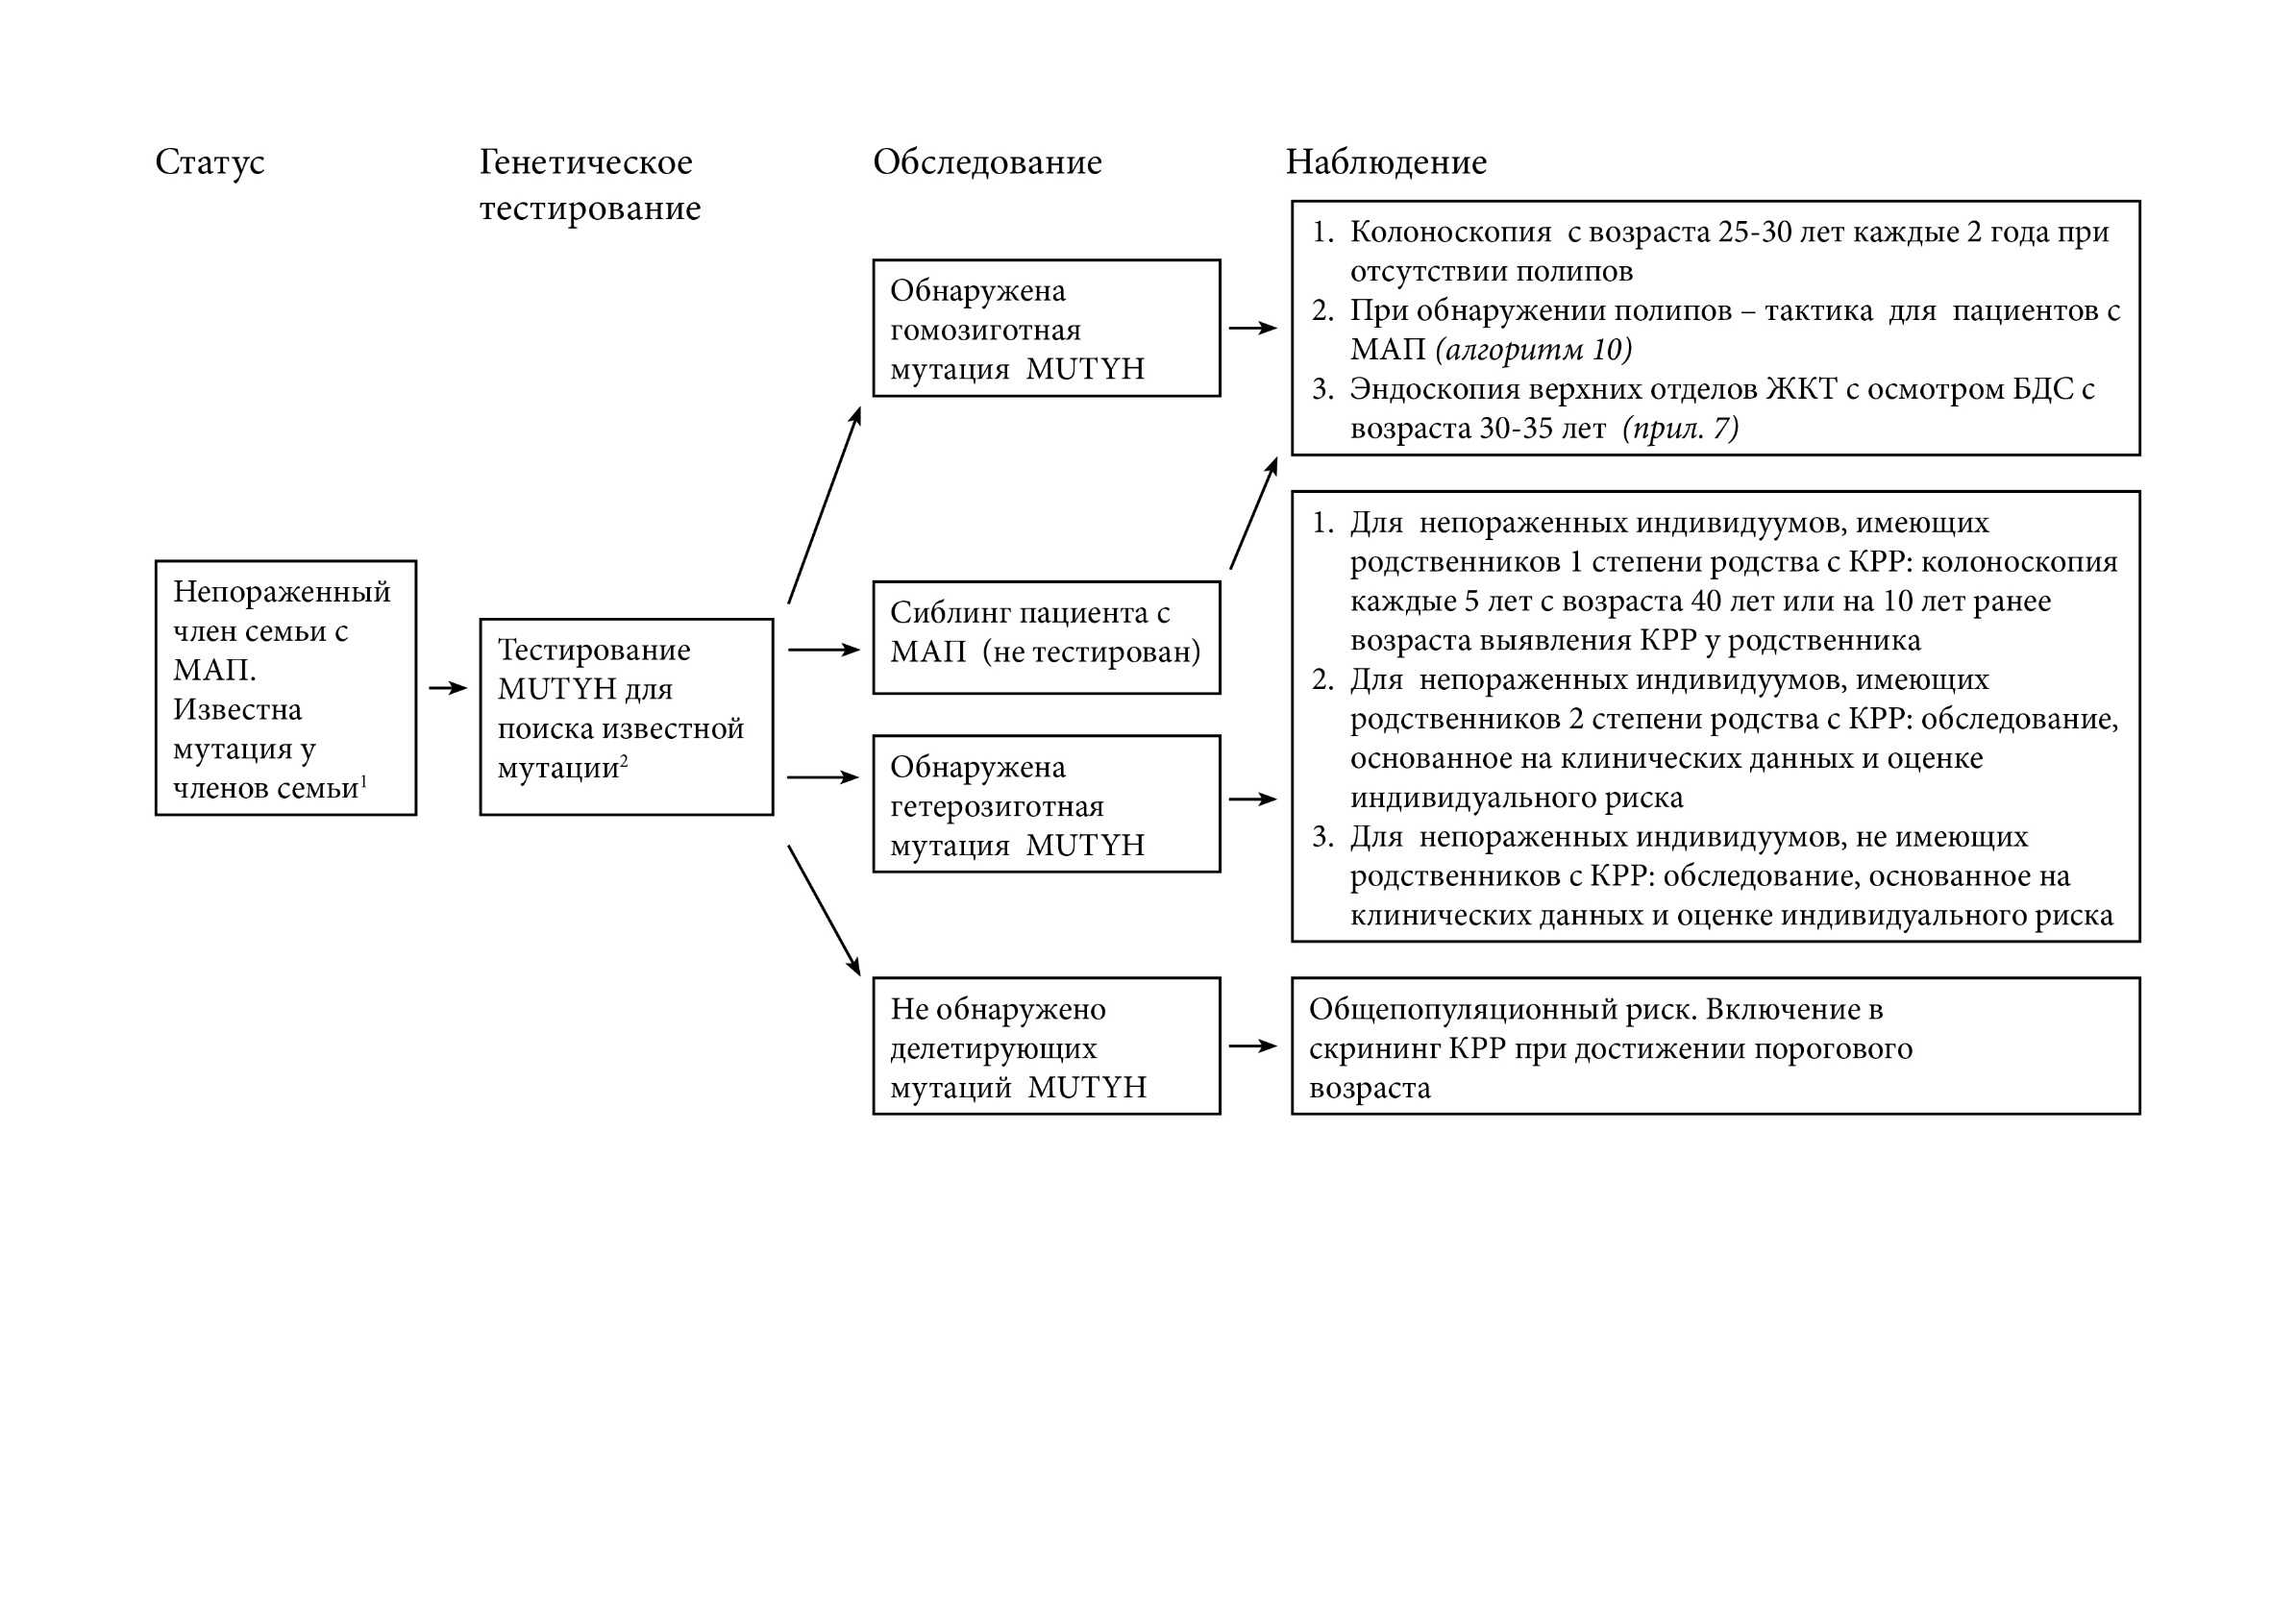 Статус
Генетическое
тестирование
Обследование
Наблюдение
Непораженный
член семьи с
МАП.
Известна
мутация у
членов семьи1
Тестирование
MUTYH для
поиска известной
мутации2
Обнаружена
гомозиготная
мутация MUTYH
Сиблинг пациента с
МАП (не тестирован)
Обнаружена
гетерозиготная
мутация MUTYH
Не обнаружено
делетирующих
мутаций MUTYH
1. Колоноскопия с возраста 25-30 лет каждые 2 года при
отсутствии полипов
2. При обнаружении полипов – тактика для пациентов с
МАП (алгоритм 10)
3. Эндоскопия верхних отделов ЖКТ с осмотром БДС с
возраста 30-35 лет (прил. 7)
1. Для непораженных индивидуумов, имеющих
родственников 1 степени родства с КРР: колоноскопия
каждые 5 лет с возраста 40 лет или на 10 лет ранее
возраста выявления КРР у родственника
2. Для непораженных индивидуумов, имеющих
родственников 2 степени родства с КРР: обследование,
основанное на клинических данных и оценке
индивидуального риска
3. Для непораженных индивидуумов, не имеющих
родственников с КРР: обследование, основанное на
клинических данных и оценке индивидуального риска
Общепопуляционный риск. Включение в
скрининг КРР при достижении порогового
возраста